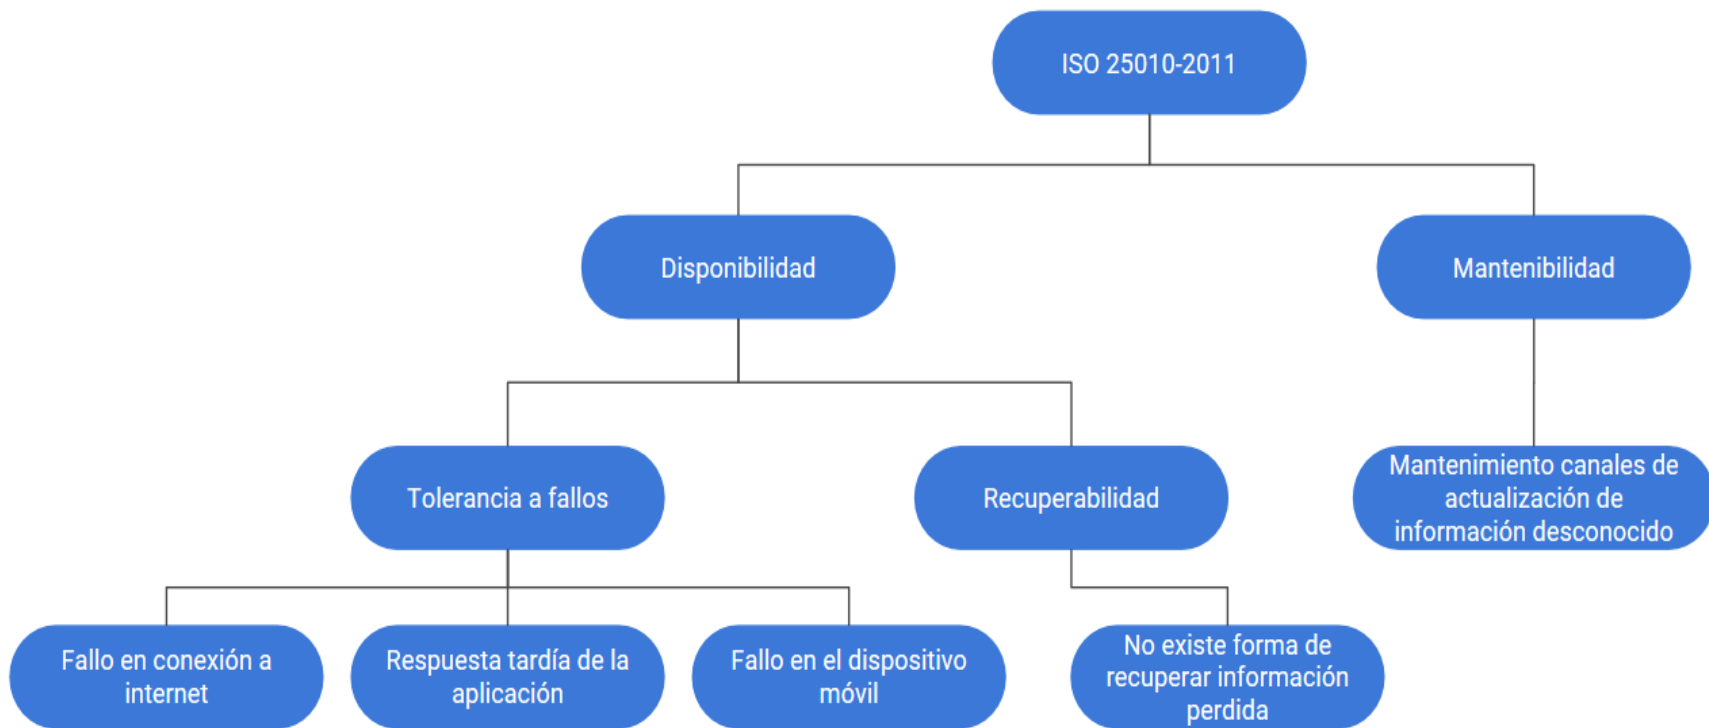 ISO 25010-2011
Disponibilidad
Mantenibilidad
Tolerancia a fallos
Recuperabilidad
Mantenimiento canales de
actualización de
información desconocido
Fallo en conexión a
internet
Respuesta tardía de la
aplicación
Fallo en el dispositivo
móvil
No existe forma de
recuperar información
perdida